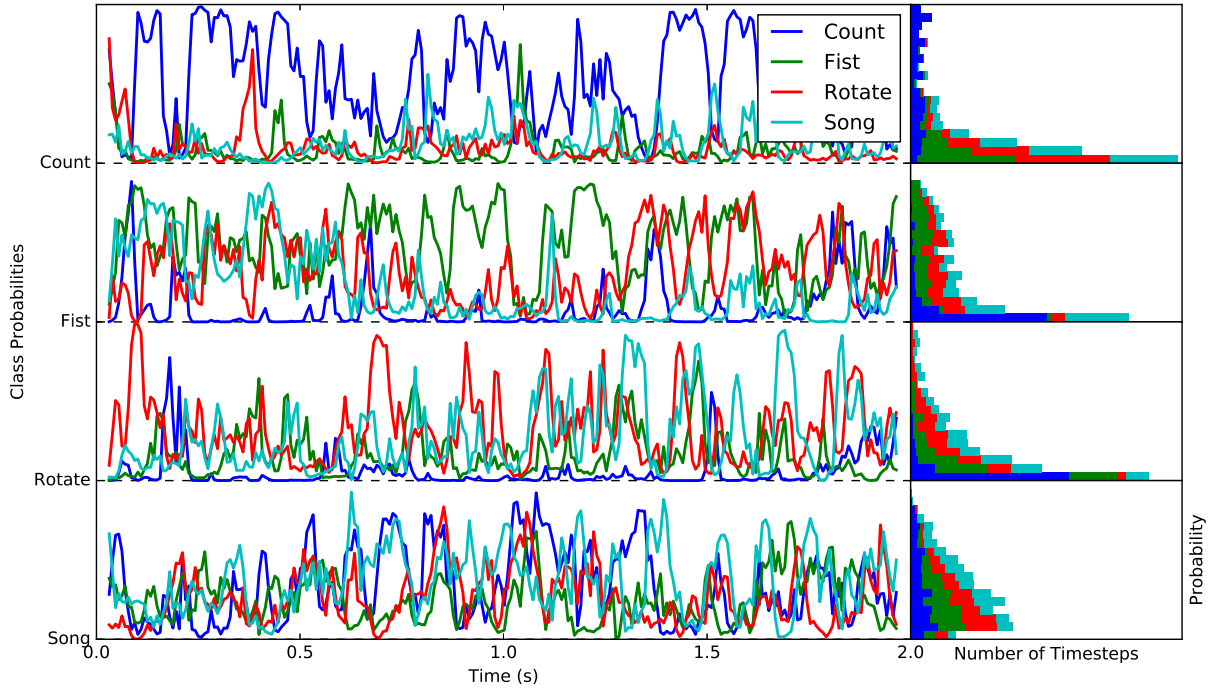 Count
Fist
Rotate
Song
Class Probabilities
Count
Fist
Rotate
Song
0.0
0.5
1.0
1.5
2.0
Time (s)
Number of Timesteps
Probability